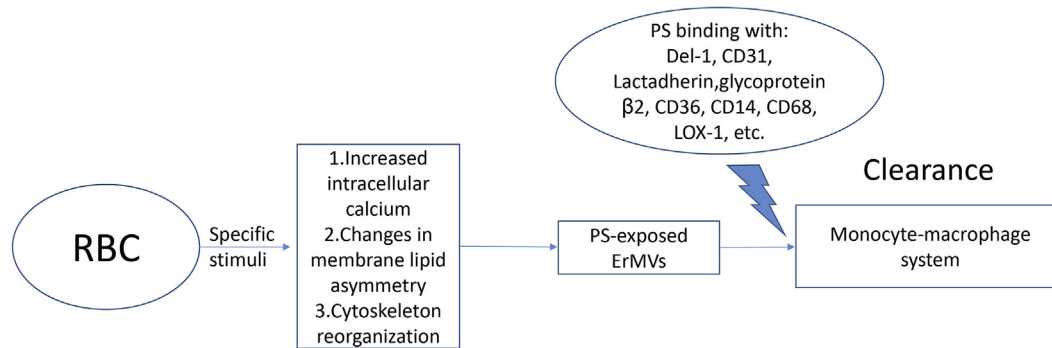 RBC
Specific
stimuli
1.Increased
intracellular
calcium
2.Changes in
membrane lipid
asymmetry
3.Cytoskeleton
reorganization
PS-exposed
ErMVs
PS binding with:
Del-1, CD31,
Lactadherin,glycoprotein
β2, CD36, CD14, CD68,
LOX-1, etc.
Clearance
Monocyte-macrophage
system